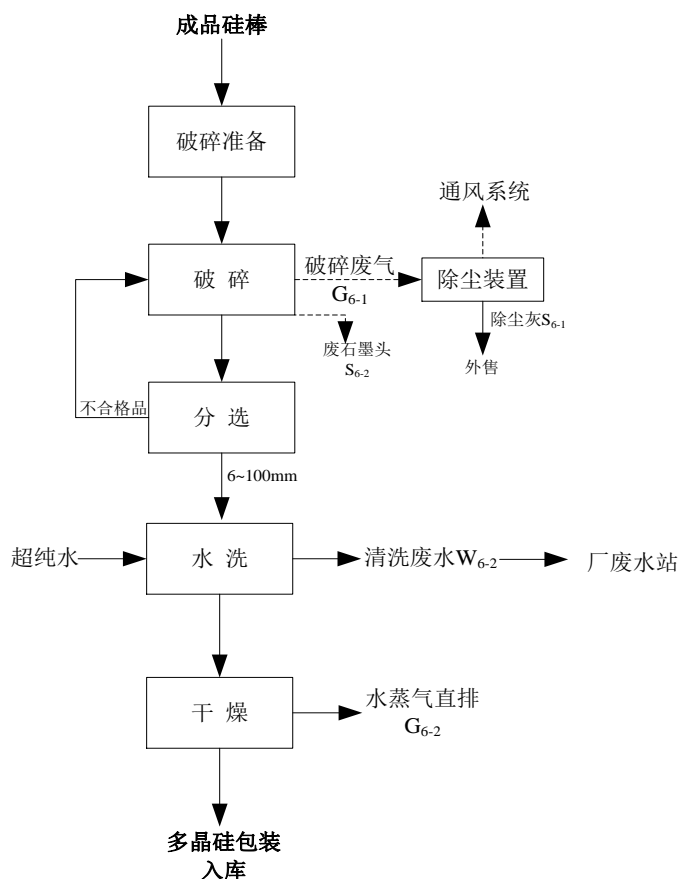 成品硅棒
破碎准备
通风系统
破 碎
破碎废气
G6-1
除尘装置
除尘灰S6-1
废石墨头
S6-2
外售
不合格品
分 选
6~100mm
超纯水
水 洗
清洗废水W6-2
厂废水站
干 燥
水蒸气直排
G6-2
多晶硅包装
入库